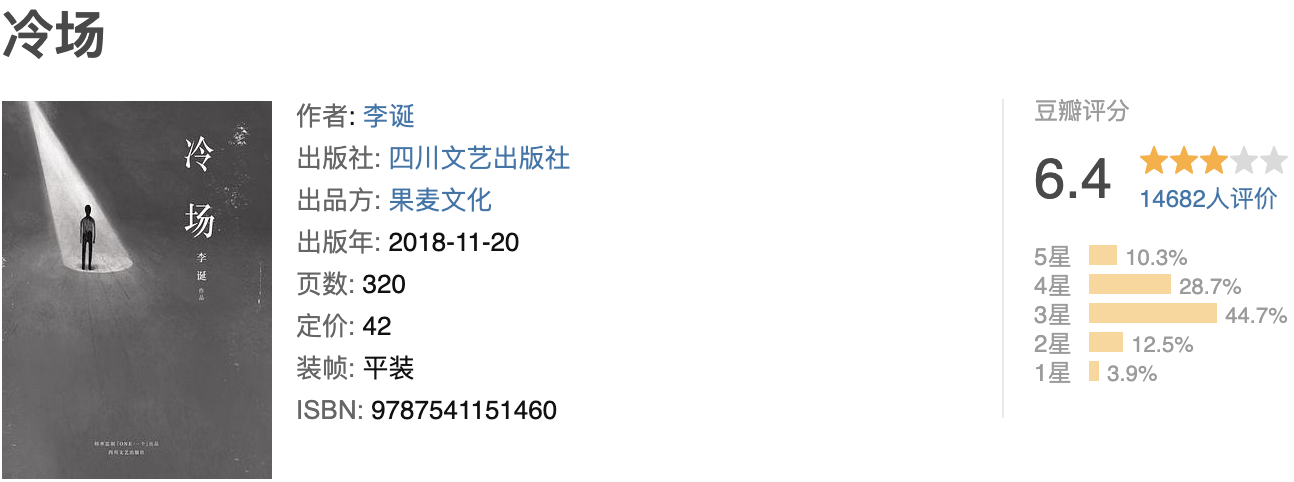 冷场
冷
场
李
诞
作品
韩寒监制「ONE·一个」出品
四川文艺出版社
作者: 李诞
出版社: 四川文艺出版社
出品方: 果麦文化
出版年: 2018-11-20
页数: 320
定价: 42
装帧: 平装
ISBN: 9787541151460
豆瓣评分
6.4
14682人评价
5星 10.3%
4星 28.7%
3星 44.7%
2星 12.5%
1星 3.9%